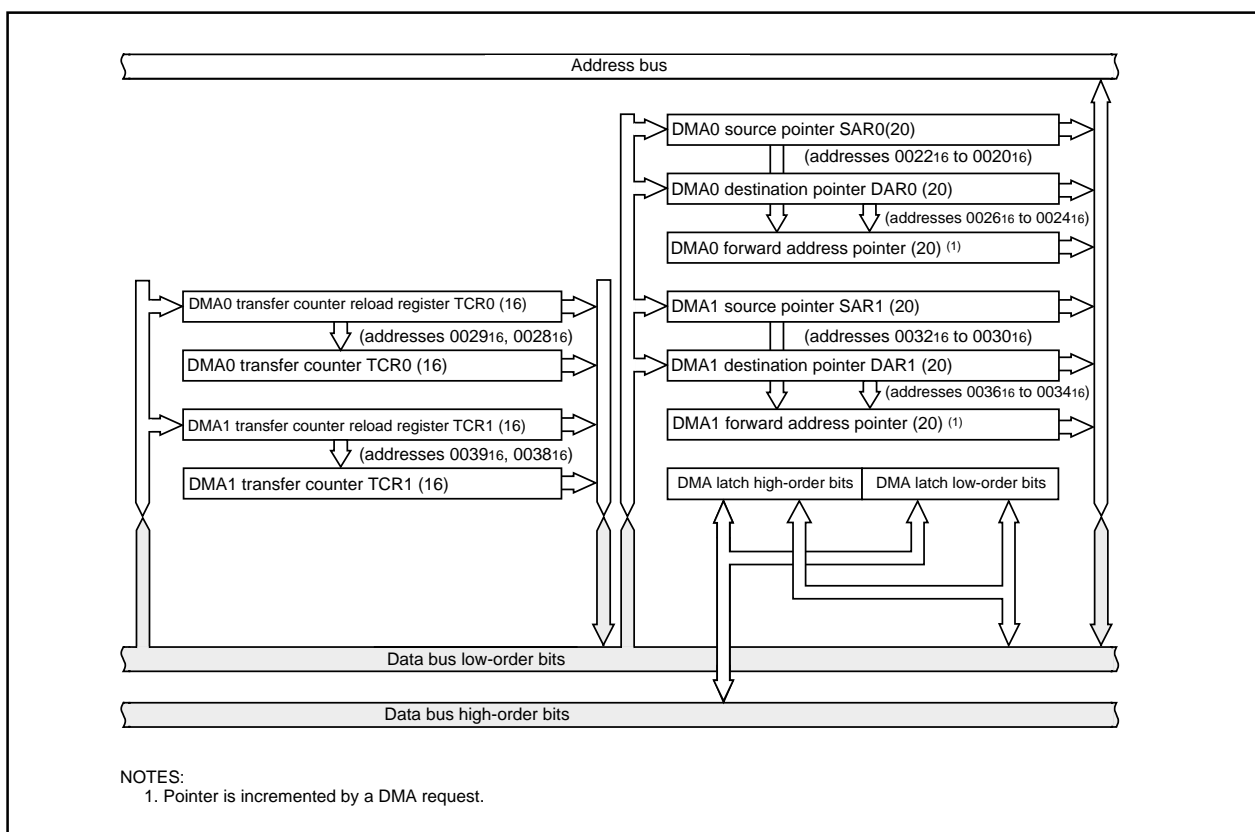 Address bus
DMA0 source pointer SAR0(20)
(addresses 002216 to 002016)
DMA0 destination pointer DAR0 (20)
(addresses 002616 to 002416)
DMA0 forward address pointer (20) (1)
DMA0 transfer counter reload register TCR0 (16)
(addresses 002916, 002816)
DMA0 transfer counter TCR0 (16)
DMA1 transfer counter reload register TCR1 (16)
(addresses 003916, 003816)
DMA1 transfer counter TCR1 (16)
DMA1 source pointer SAR1 (20)
(addresses 003216 to 003016)
DMA1 destination pointer DAR1 (20)
(addresses 003616 to 003416)
DMA1 forward address pointer (20) (1)
DMA latch high-order bits DMA latch low-order bits
Data bus low-order bits
Data bus high-order bits
NOTES:
1. Pointer is incremented by a DMA request.